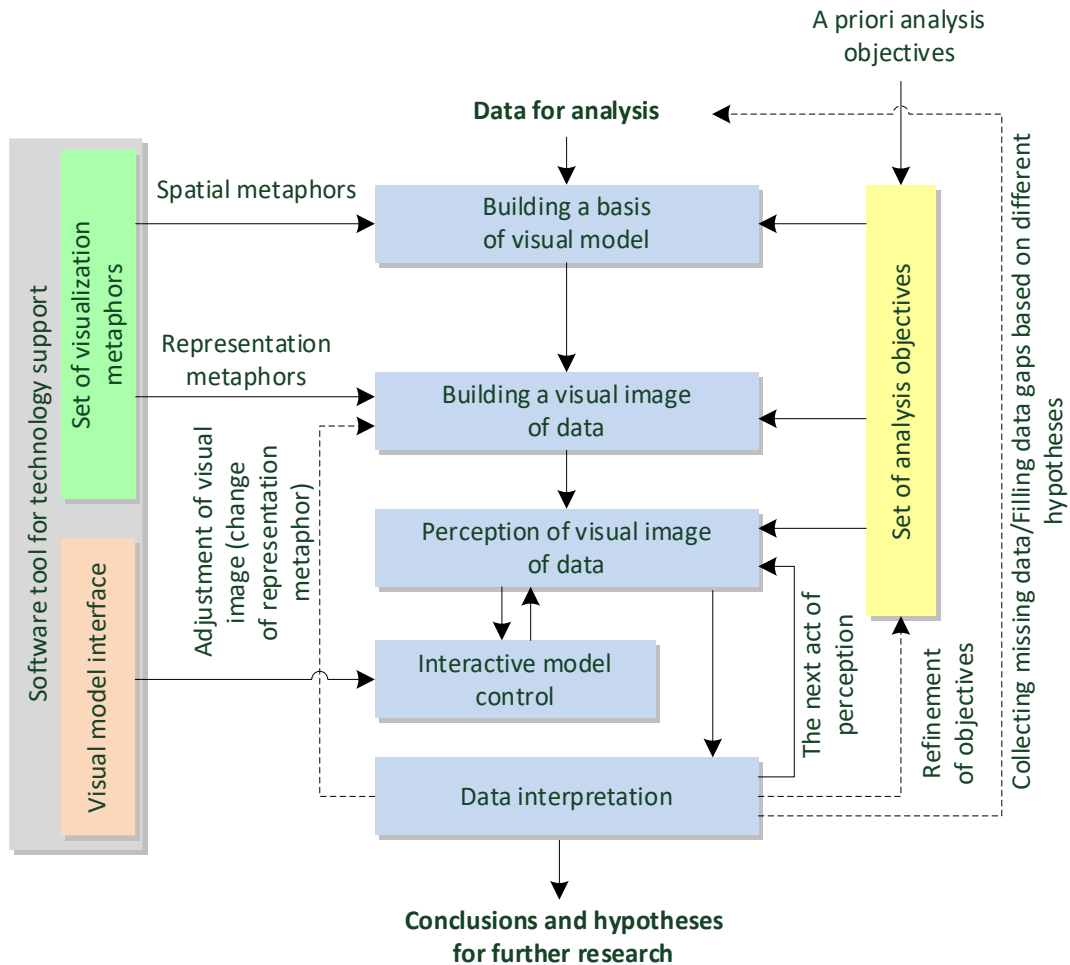 A priori analysis
objectives
Data for analysis
Software tool for technology support
Set of visualization
metaphors
Visual model interface
Spatial metaphors
Building a basis
of visual model
Representation
metaphors
Building a visual image
of data
Adjustment of visual
image (change
of representation
metaphor)
Perception of visual image
of data
Interactive model
control
Data interpretation
The next act of
perception
Set of analysis objectives
Refinement
of objectives
Collecting missing data/Filling data gaps based on different
hypotheses
Conclusions and hypotheses
for further research